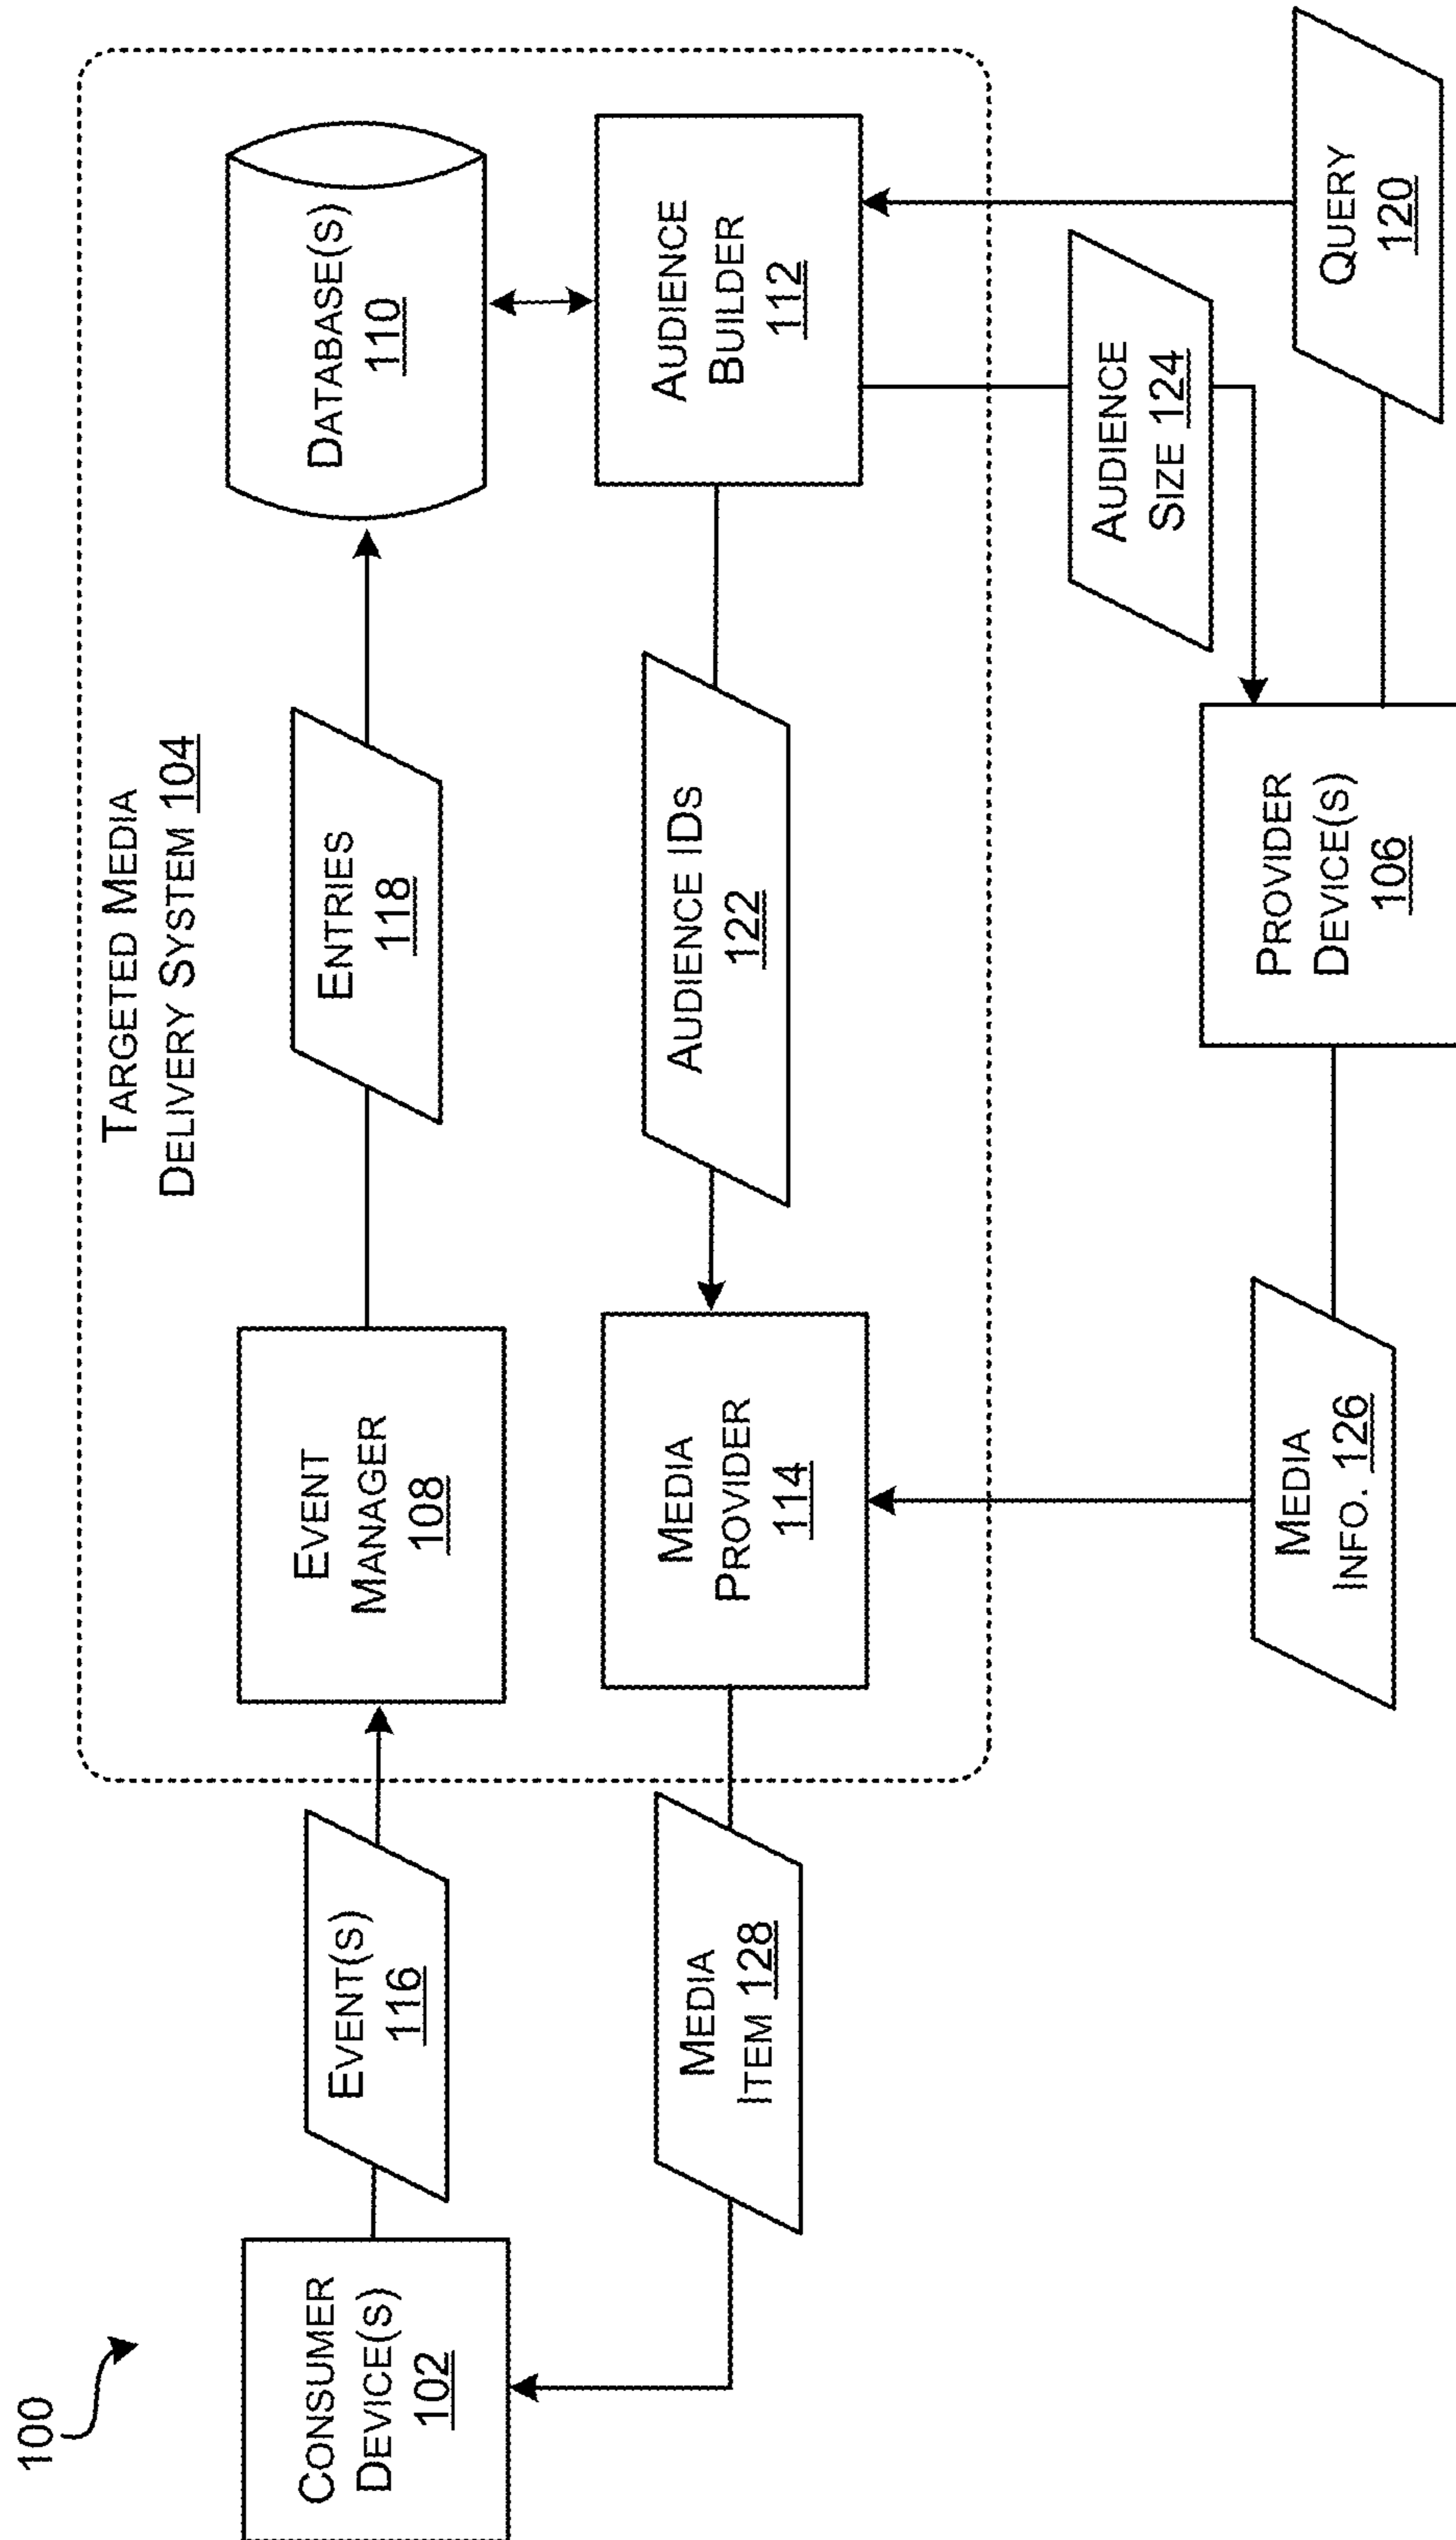 100
TARGETED MEDIA
DELIVERY SYSTEM 104
CONSUMER
DEVICE(S)
102
EVENT(S)
116
EVENT
MANAGER
108
ENTRIES
118
DATABASE(S)
110
MEDIA
ITEM 128
MEDIA
PROVIDER
114
AUDIENCE IDS
122
AUDIENCE
BUILDER
112
AUDIENCE
SIZE 124
MEDIA
INFO. 126
PROVIDER
DEVICE(S)
106
QUERY
120